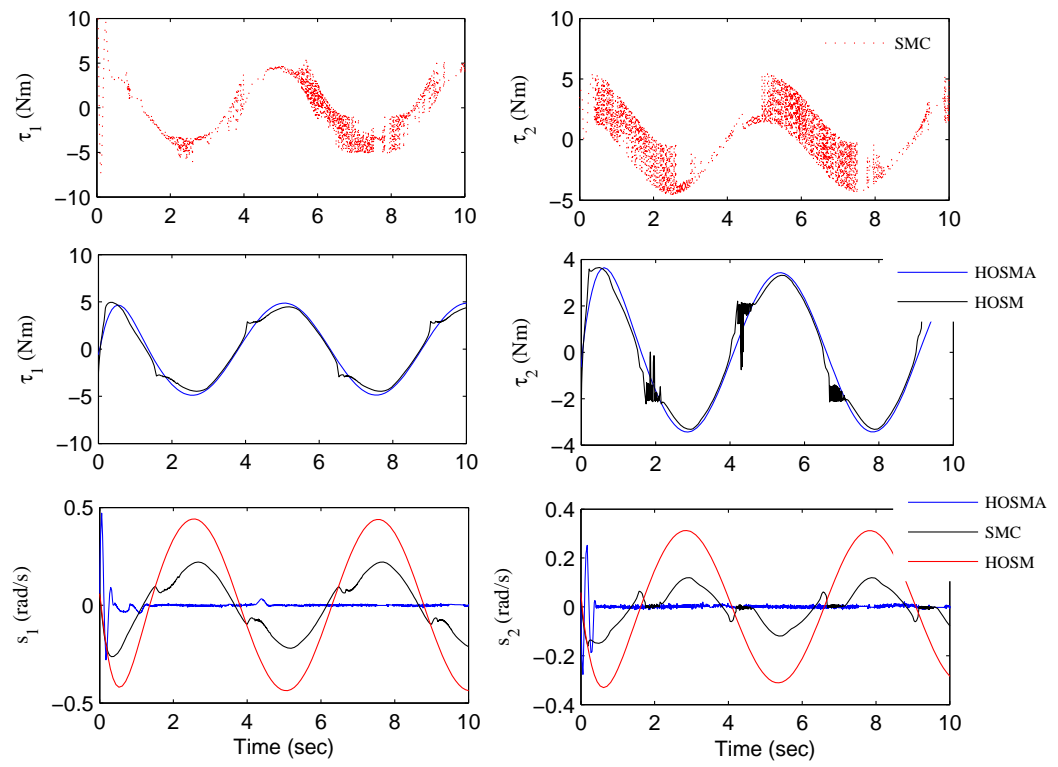 10
5
0
−5
−10
τ1 (Nm)
0 2 4 6 8 10
10
5
0
−5
τ2 (Nm)
SMC
0 2 4 6 8 10
10
5
0
−5
−10
τ1 (Nm)
0 2 4 6 8 10
4
2
0
−2
−4
τ2 (Nm)
HOSMA
HOSM
0 2 4 6 8 10
0.5
0
−0.5
s1 (rad/s)
0 2 4 6 8 10
Time (sec)
0.4
0.2
0
−0.2
−0.4
s2 (rad/s)
HOSMA
SMC
HOSM
0 2 4 6 8 10
Time (sec)